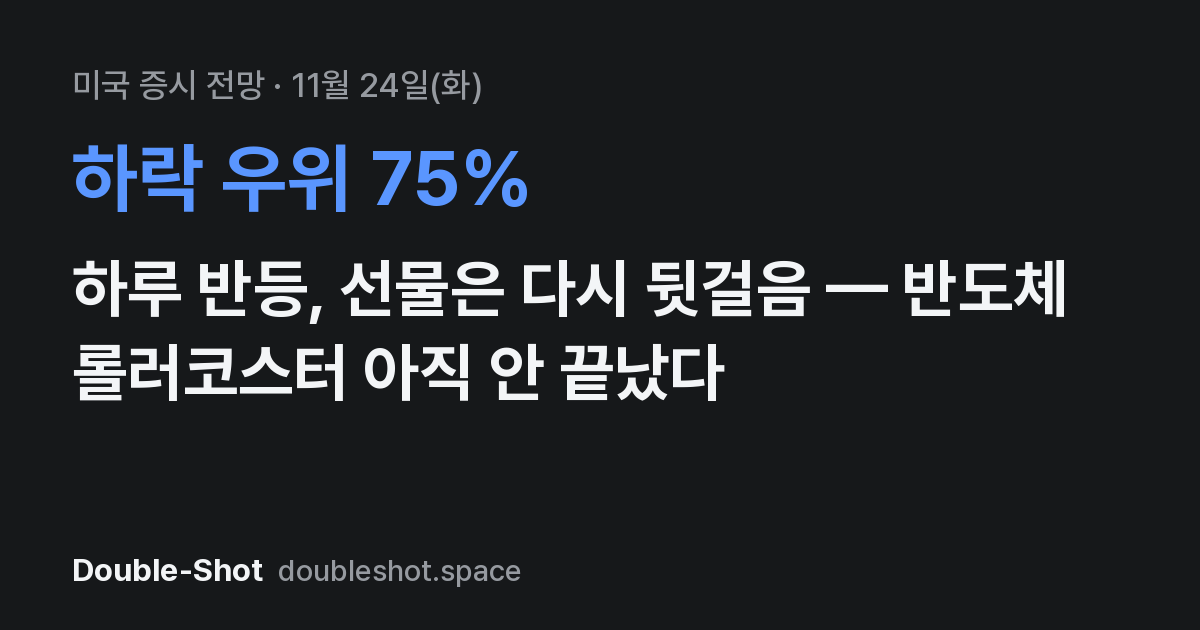 미국 증시 전망 · 11월 24일(화)
하락 우위 75%
하루 반등, 선물은 다시 뒷걸음 — 반도체
롤러코스터 아직 안 끝났다
Double-Shot doubleshot.space